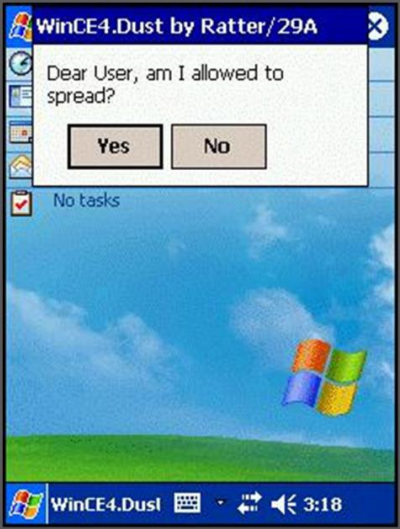 WinCE4.Dust by Ratter/29A
Dear User, am I allowed to
spread?
Yes No
No tasks
WinCE4.Dusl 3:18